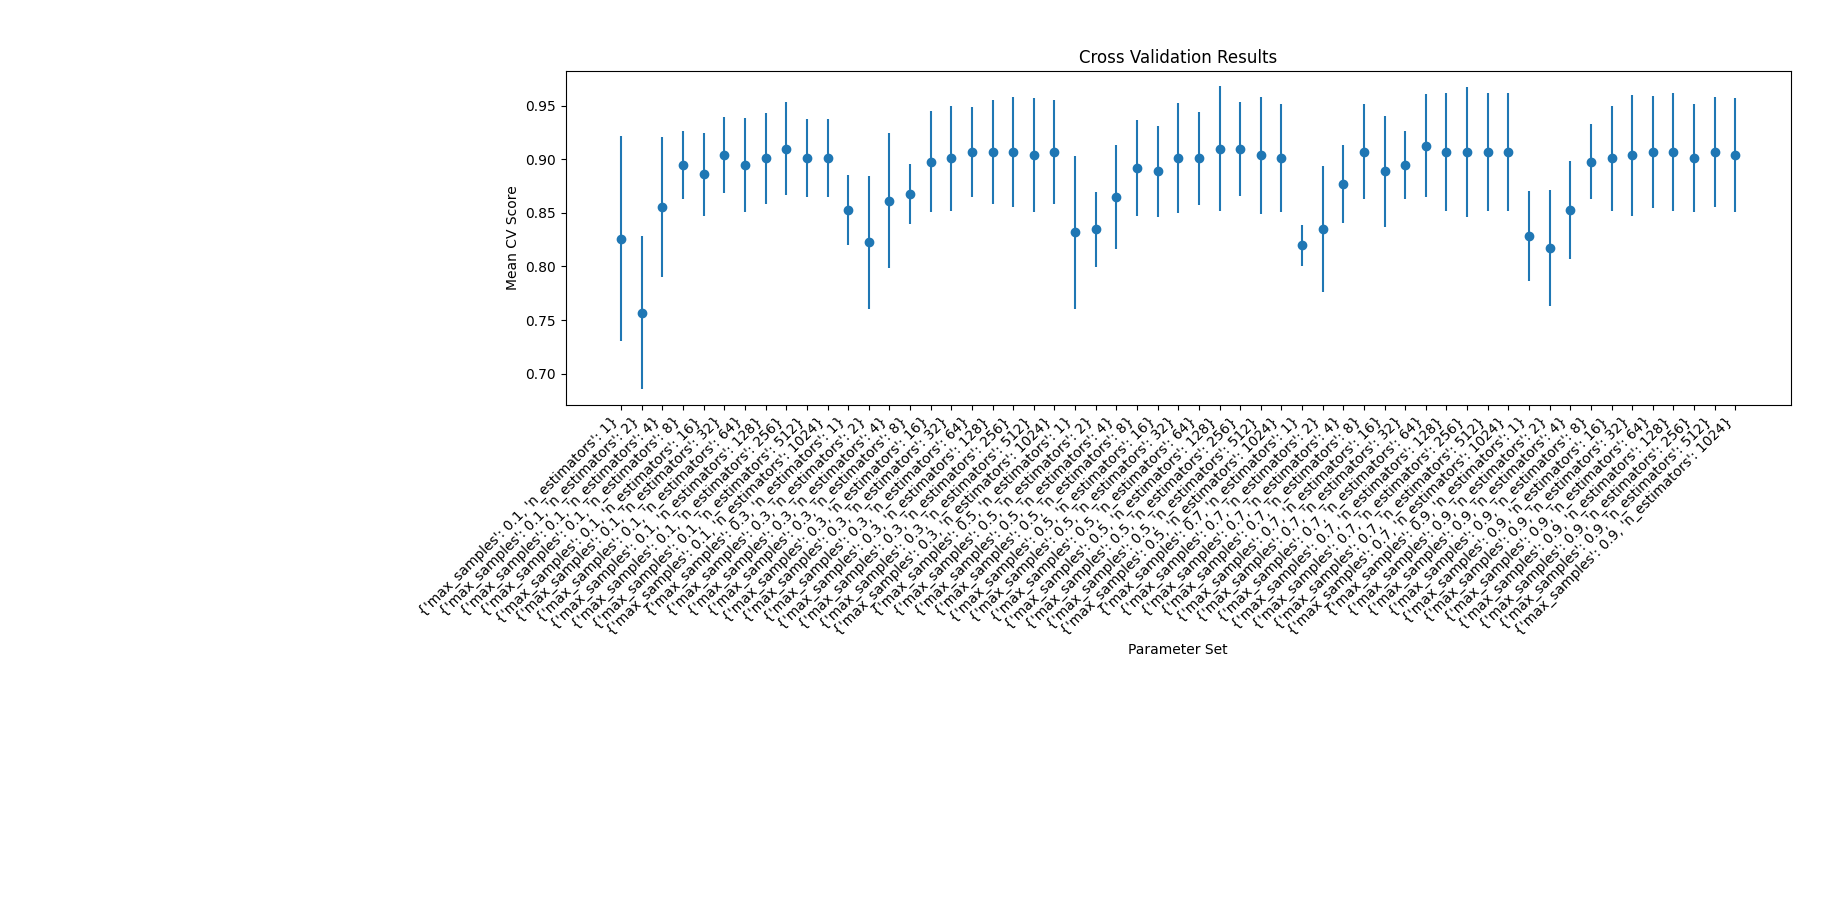 Cross Validation Results
Mean CV Score
0.95
0.90
0.85
0.80
0.75
0.70
{'max_samples': 0.1, 'n_estimators': 1}
{'max_samples': 0.1, 'n_estimators': 2}
{'max_samples': 0.1, 'n_estimators': 4}
{'max_samples': 0.1, 'n_estimators': 8}
{'max_samples': 0.1, 'n_estimators': 16}
{'max_samples': 0.1, 'n_estimators': 32}
{'max_samples': 0.1, 'n_estimators': 64}
{'max_samples': 0.1, 'n_estimators': 128}
{'max_samples': 0.1, 'n_estimators': 256}
{'max_samples': 0.1, 'n_estimators': 512}
{'max_samples': 0.1, 'n_estimators': 1024}
{'max_samples': 0.3, 'n_estimators': 1}
{'max_samples': 0.3, 'n_estimators': 2}
{'max_samples': 0.3, 'n_estimators': 4}
{'max_samples': 0.3, 'n_estimators': 8}
{'max_samples': 0.3, 'n_estimators': 16}
{'max_samples': 0.3, 'n_estimators': 32}
{'max_samples': 0.3, 'n_estimators': 64}
{'max_samples': 0.3, 'n_estimators': 128}
{'max_samples': 0.3, 'n_estimators': 256}
{'max_samples': 0.3, 'n_estimators': 512}
{'max_samples': 0.3, 'n_estimators': 1024}
{'max_samples': 0.5, 'n_estimators': 1}
{'max_samples': 0.5, 'n_estimators': 2}
{'max_samples': 0.5, 'n_estimators': 4}
{'max_samples': 0.5, 'n_estimators': 8}
{'max_samples': 0.5, 'n_estimators': 16}
{'max_samples': 0.5, 'n_estimators': 32}
{'max_samples': 0.5, 'n_estimators': 64}
{'max_samples': 0.5, 'n_estimators': 128}
{'max_samples': 0.5, 'n_estimators': 256}
{'max_samples': 0.5, 'n_estimators': 512}
{'max_samples': 0.5, 'n_estimators': 1024}
{'max_samples': 0.7, 'n_estimators': 1}
{'max_samples': 0.7, 'n_estimators': 2}
{'max_samples': 0.7, 'n_estimators': 4}
{'max_samples': 0.7, 'n_estimators': 8}
{'max_samples': 0.7, 'n_estimators': 16}
{'max_samples': 0.7, 'n_estimators': 32}
{'max_samples': 0.7, 'n_estimators': 64}
{'max_samples': 0.7, 'n_estimators': 128}
{'max_samples': 0.7, 'n_estimators': 256}
{'max_samples': 0.7, 'n_estimators': 512}
{'max_samples': 0.7, 'n_estimators': 1024}
{'max_samples': 0.9, 'n_estimators': 1}
{'max_samples': 0.9, 'n_estimators': 2}
{'max_samples': 0.9, 'n_estimators': 4}
{'max_samples': 0.9, 'n_estimators': 8}
{'max_samples': 0.9, 'n_estimators': 16}
{'max_samples': 0.9, 'n_estimators': 32}
{'max_samples': 0.9, 'n_estimators': 64}
{'max_samples': 0.9, 'n_estimators': 128}
{'max_samples': 0.9, 'n_estimators': 256}
{'max_samples': 0.9, 'n_estimators': 512}
{'max_samples': 0.9, 'n_estimators': 1024}
Parameter Set